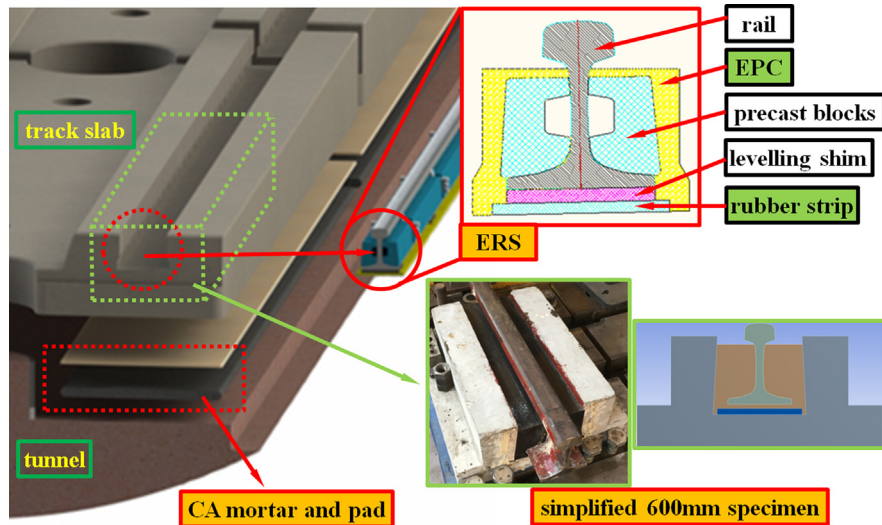 rail
EPC
track slab
precast blocks
levelling shim
rubber strip
ERS
tunnel
CA mortar and pad
simplified 600mm specimen